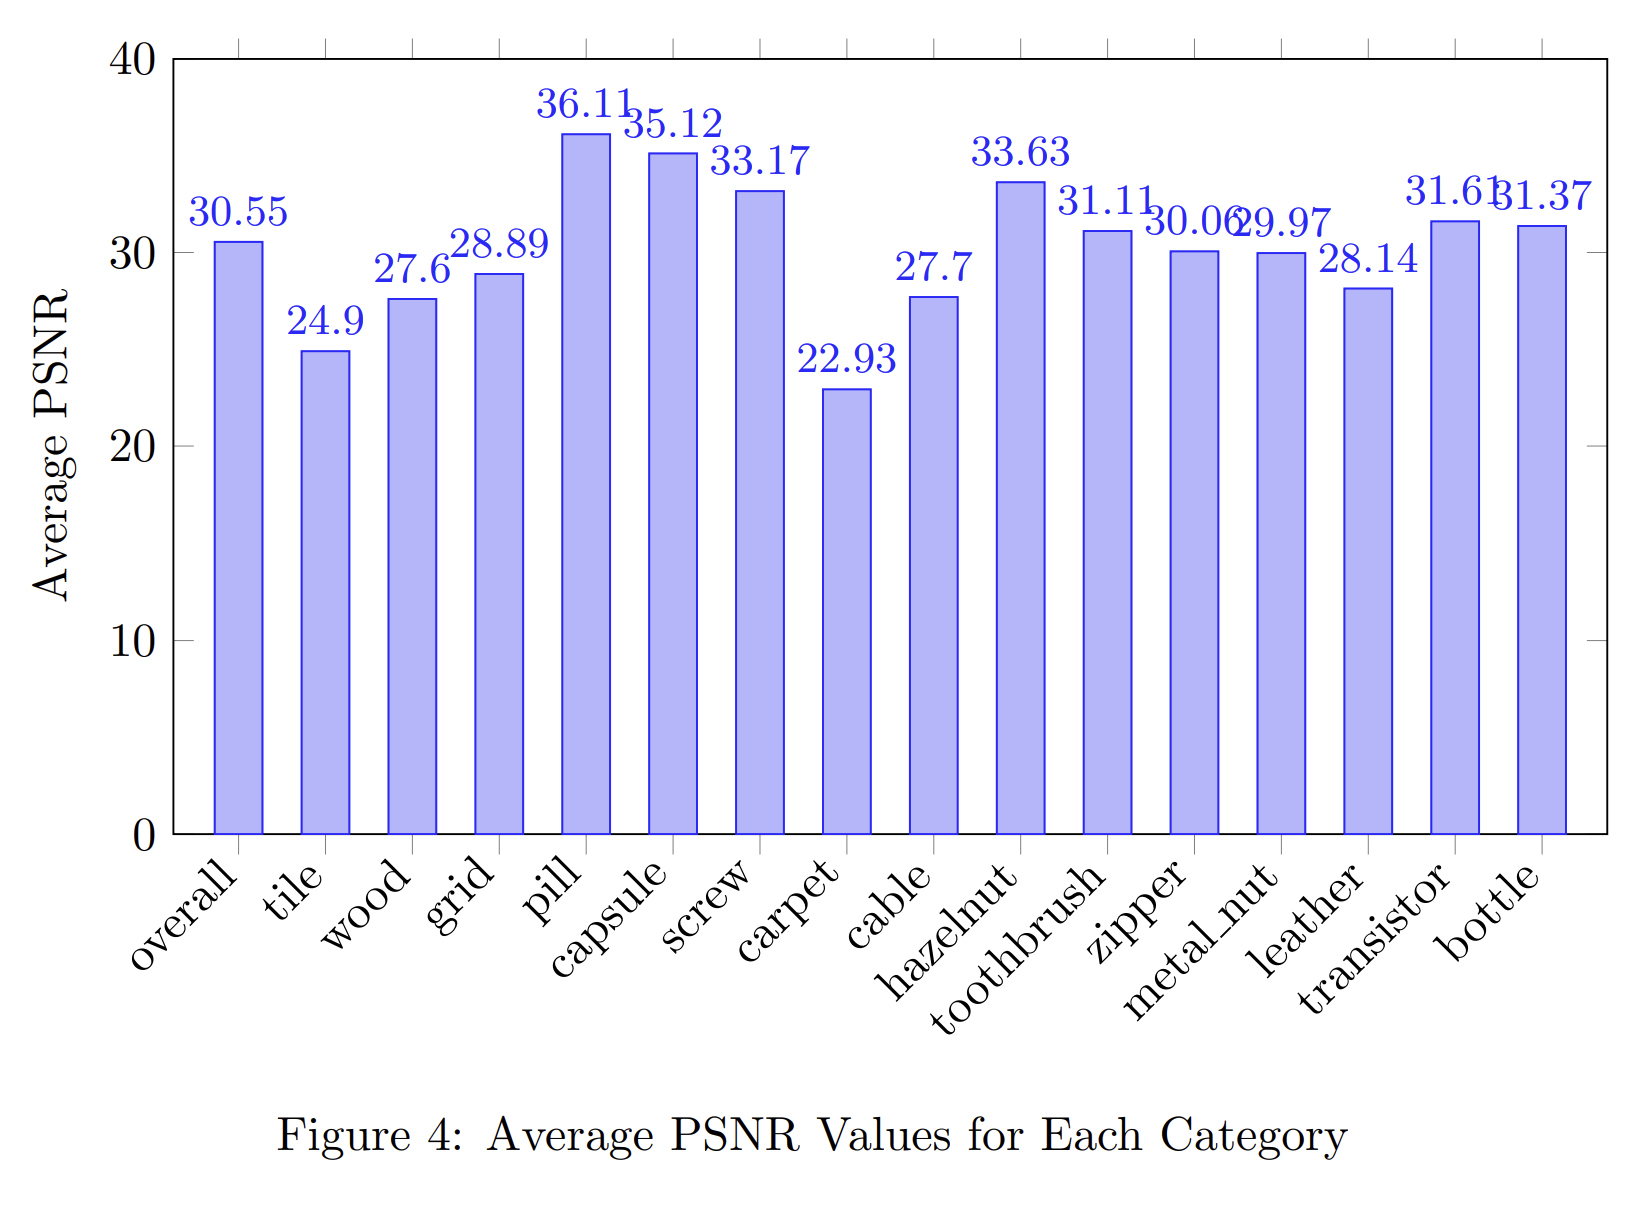 40
30
20
10
0
Average PSNR
30.55
24.9
27.6
28.89
36.11
35.12
33.17
22.93
27.7
33.63
31.11
30.06
29.97
28.14
31.61
31.37
overall
tile
wood
grid
pill
capsule
screw
carpet
cable
hazelnut
toothbrush
zipper
metal_nut
leather
transistor
bottle
Figure 4: Average PSNR Values for Each Category